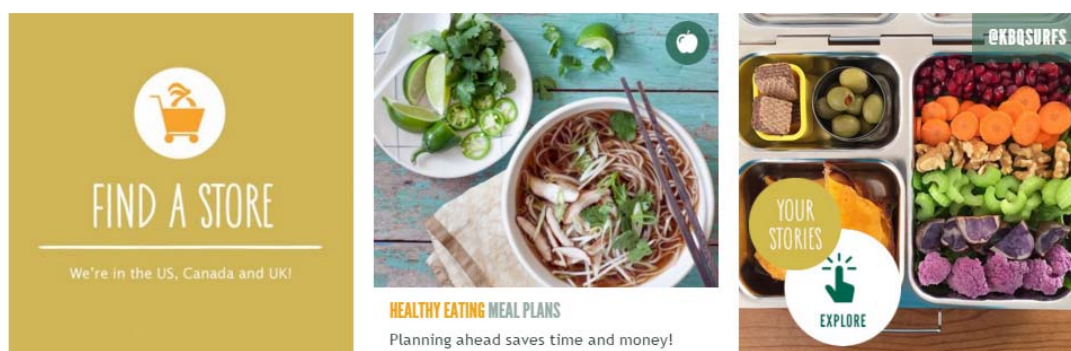 FIND A STORE
We're in the US, Canada and UK!
HEALTHY EATING MEAL PLANS
Planning ahead saves time and money!
@KBQSURFS
YOUR
STORIES
EXPLORE